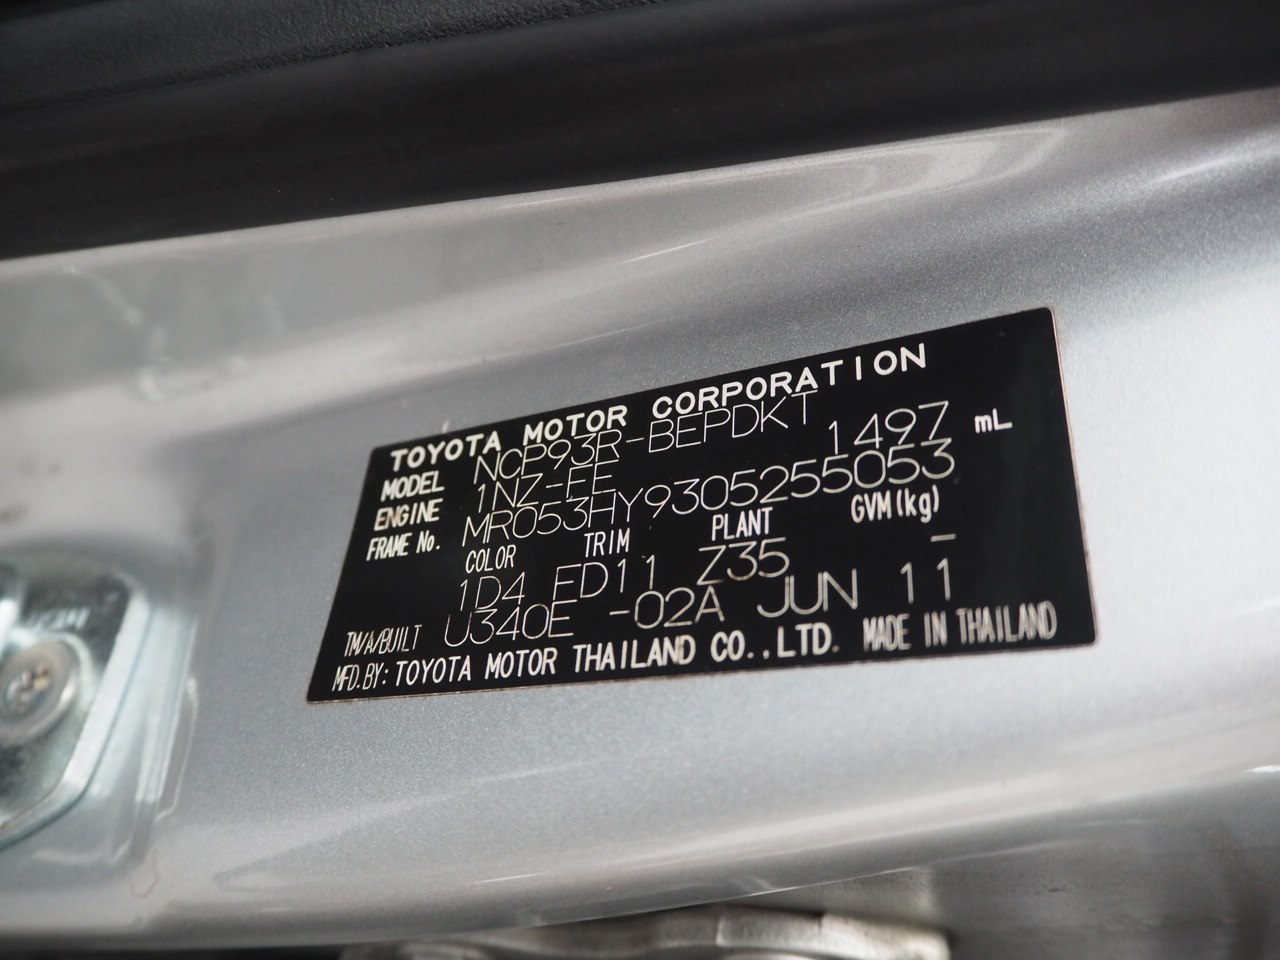 TOYOTA MOTOR CORPORATION
MODEL NCP93R-BEPDKT
ENGINE 1NZ-FE 1497 mL
FRAME No. MR053HY9305255053
COLOR TRIM PLANT GVM(kg)
1D4 FD11 Z35 -
TM/A/BUILT U340E -02A JUN 11
MFD.BY: TOYOTA MOTOR THAILAND CO.,LTD. MADE IN THAILAND